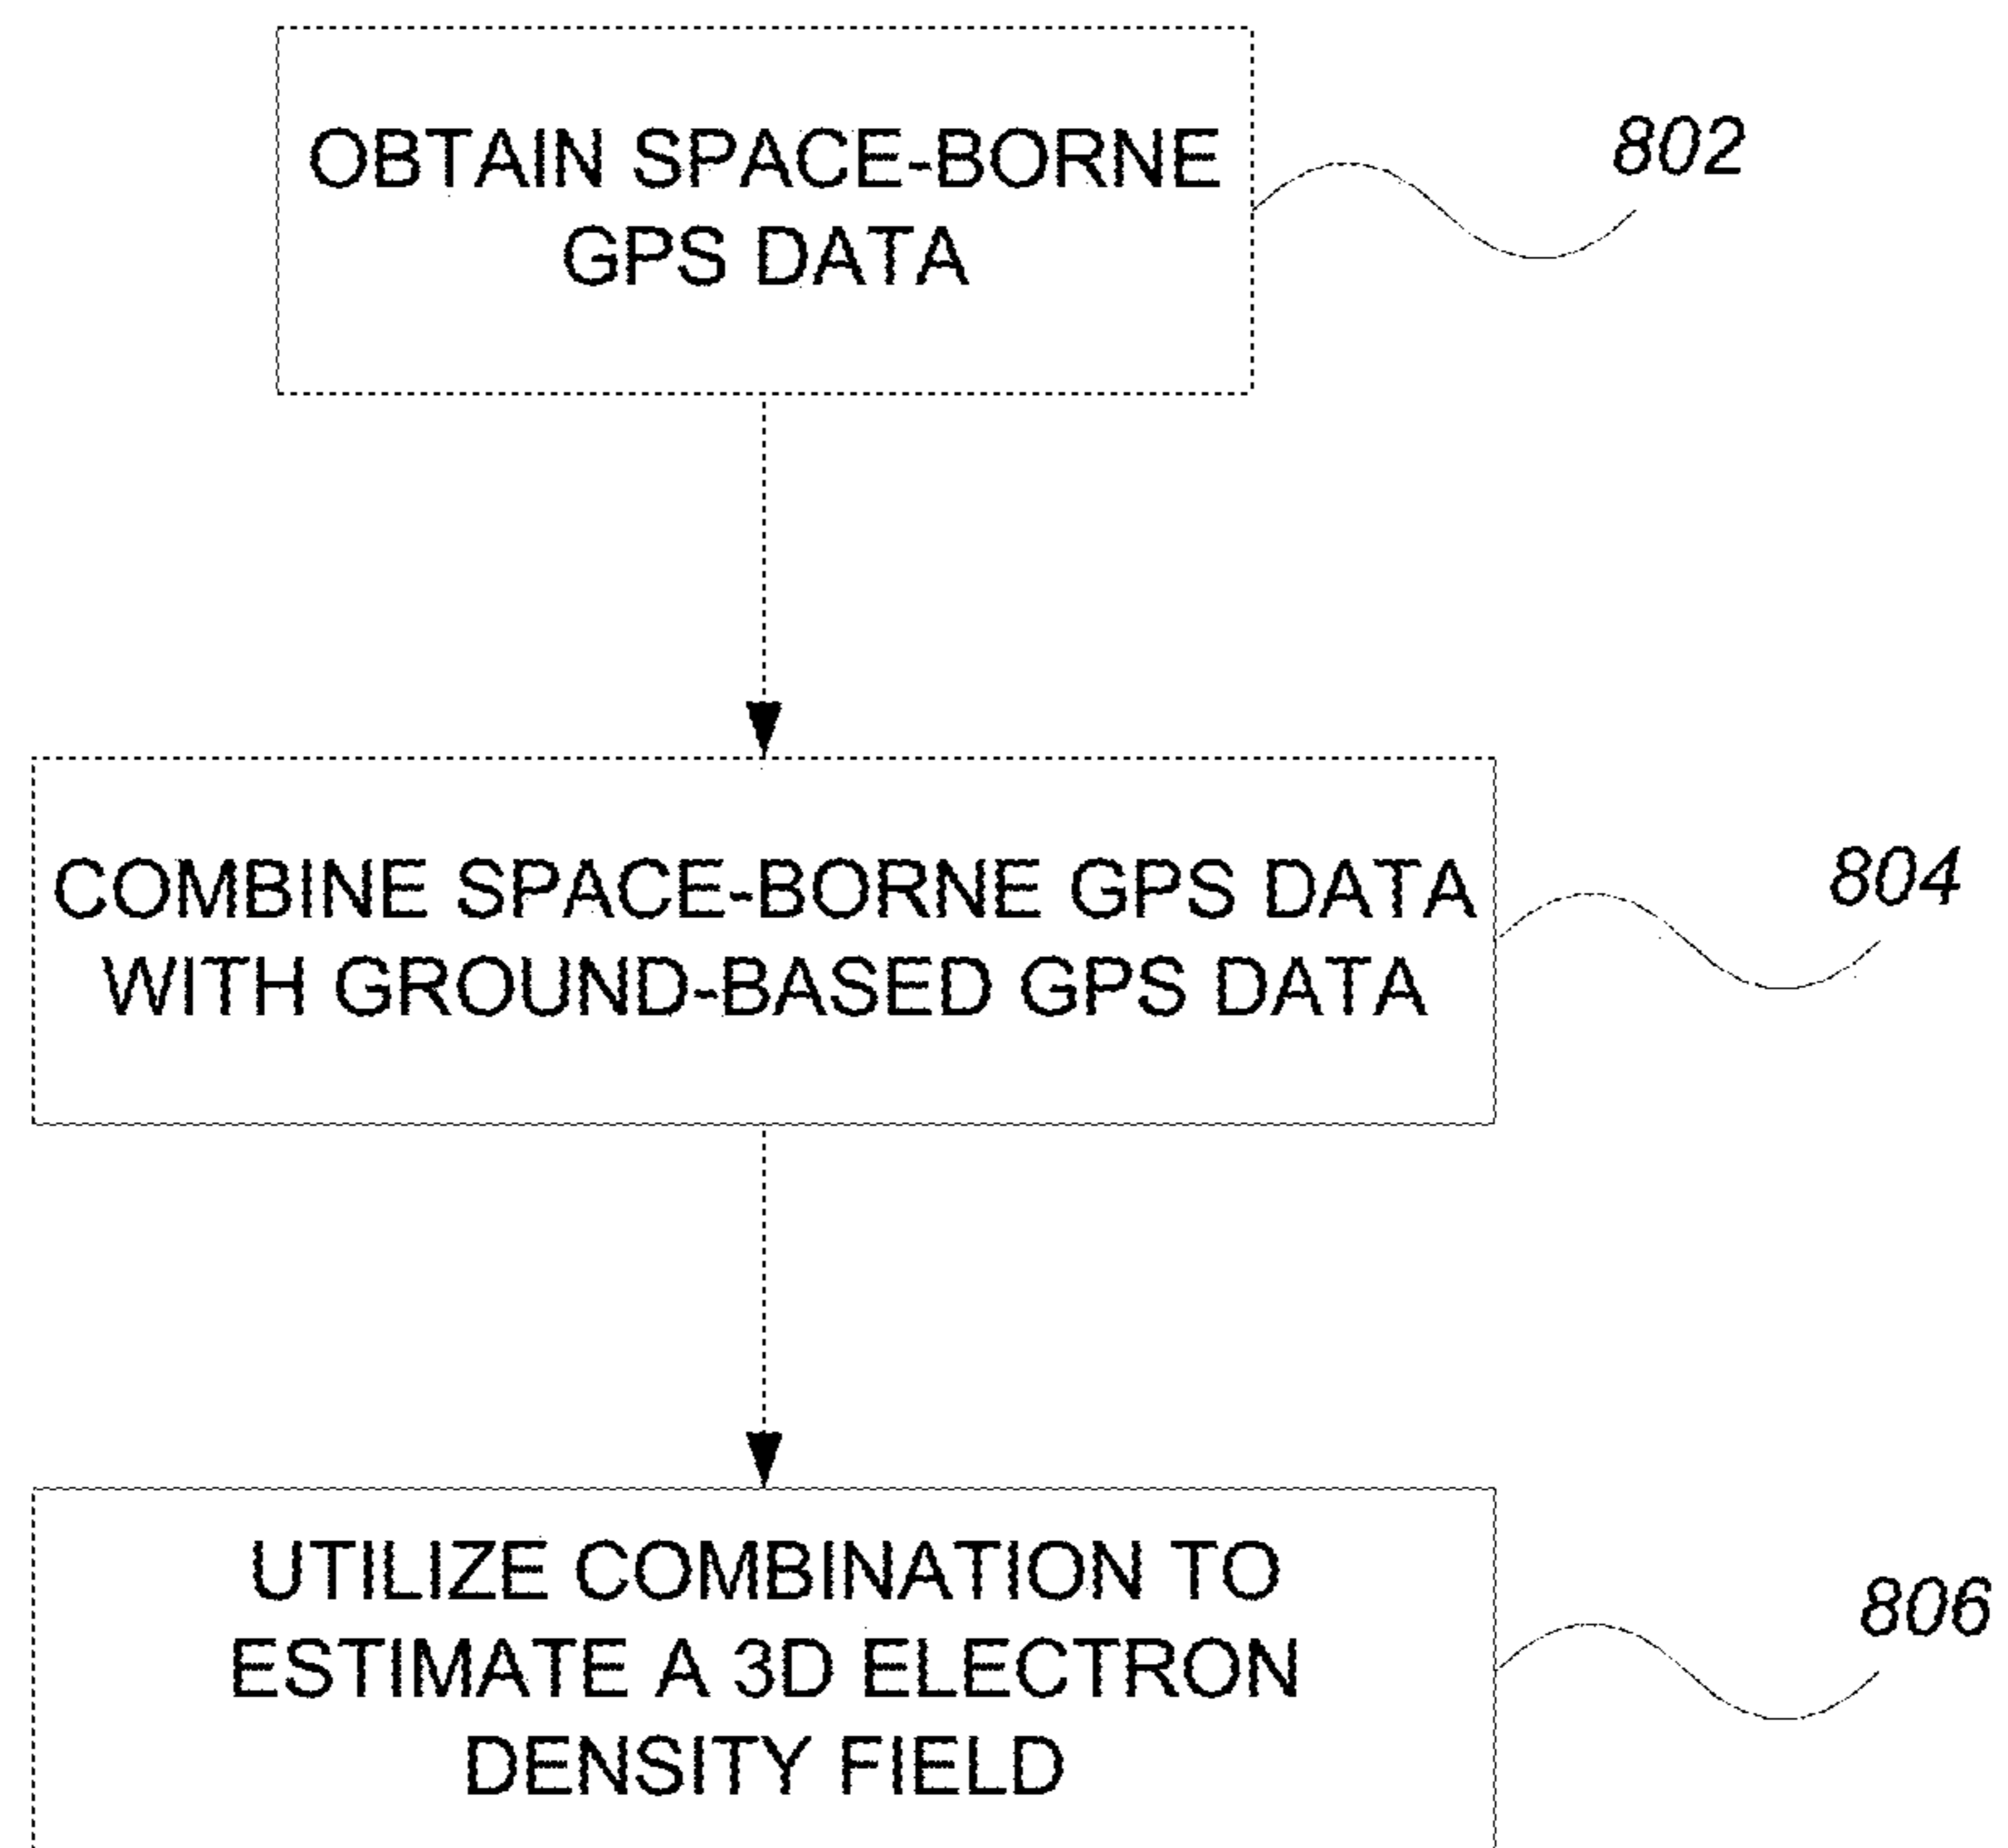 OBTAIN SPACE-BORNE
GPS DATA
802
COMBINE SPACE-BORNE GPS DATA
WITH GROUND-BASED GPS DATA
804
UTILIZE COMBINATION TO
ESTIMATE A 3D ELECTRON
DENSITY FIELD
806